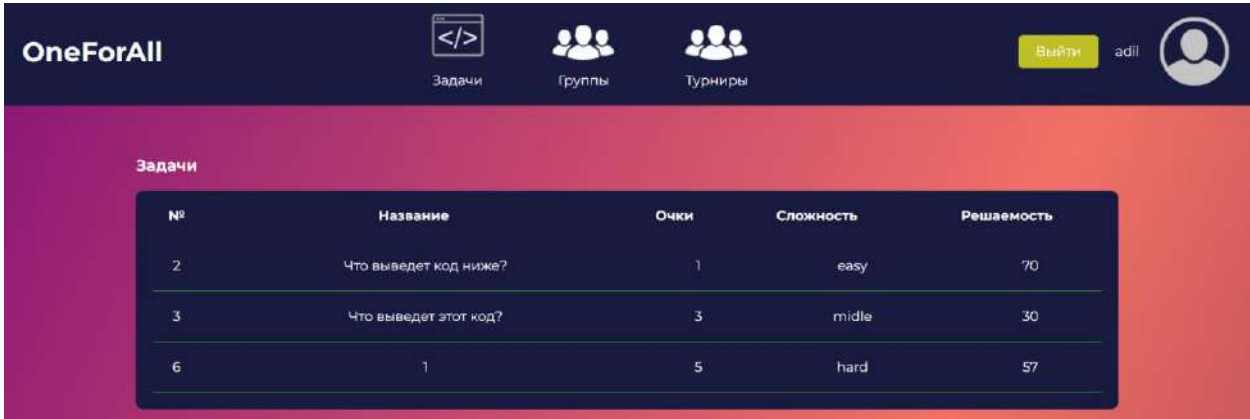 OneForAll
</>
Задачи Группы Турниры
Выйти adil
Задачи
№ Название Очки Сложность Решаемость
2 Что выведет код ниже? 1 easy 70
3 Что выведет этот код? 3 midle 30
6 1 5 hard 57